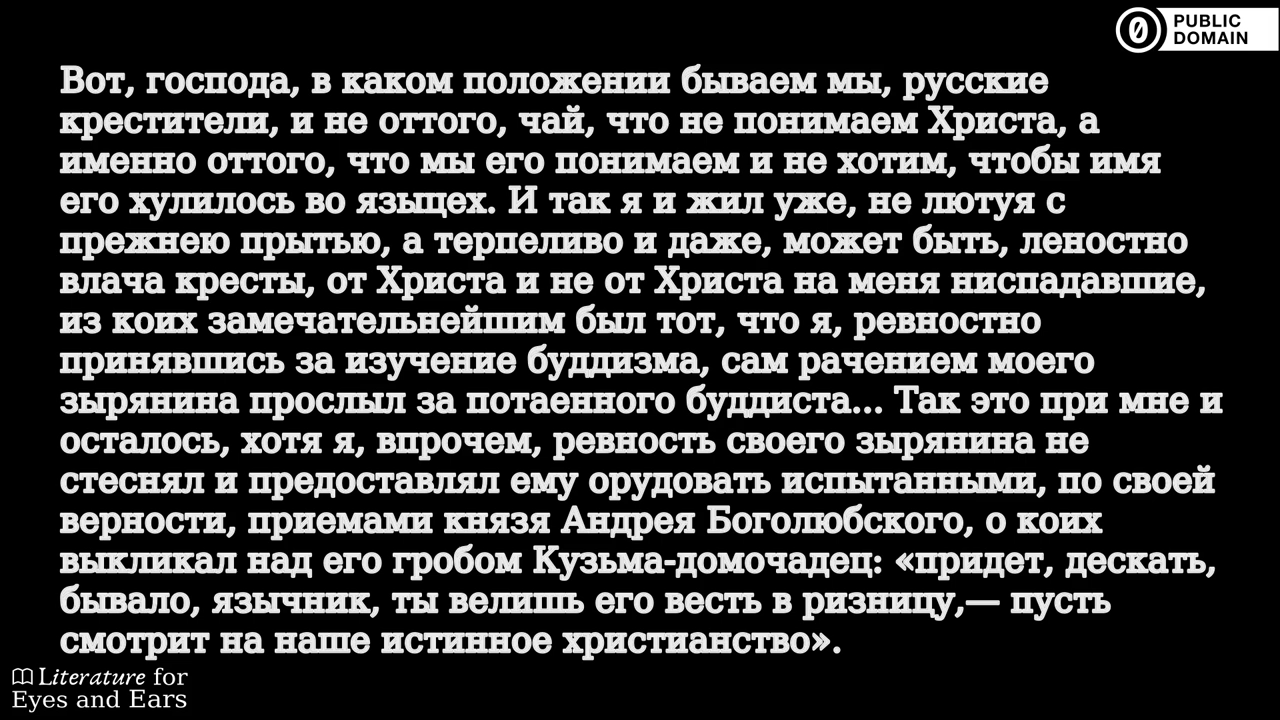 PUBLIC
DOMAIN
Вот, господа, в каком положении бываем мы, русские
крестители, и не оттого, чай, что не понимаем Христа, а
именно оттого, что мы его понимаем и не хотим, чтобы имя
его хулилось во языцех. И так я и жил уже, не лютуя с
прежнею прытью, а терпеливо и даже, может быть, леностно
влача кресты, от Христа и не от Христа на меня ниспадавшие,
из коих замечательнейшим был тот, что я, ревностно
принявшись за изучение буддизма, сам рачением моего
зырянина прослыл за потаенного буддиста... Так это при мне и
осталось, хотя я, впрочем, ревность своего зырянина не
стеснял и предоставлял ему орудовать испытанными, по своей
верности, приемами князя Андрея Боголюбского, о коих
выкликал над его гробом Кузьма-домочадец: «придет, дескать,
бывало, язычник, ты велишь его весть в ризницу,— пусть
смотрит на наше истинное христианство».
Literature for
Eyes and Ears